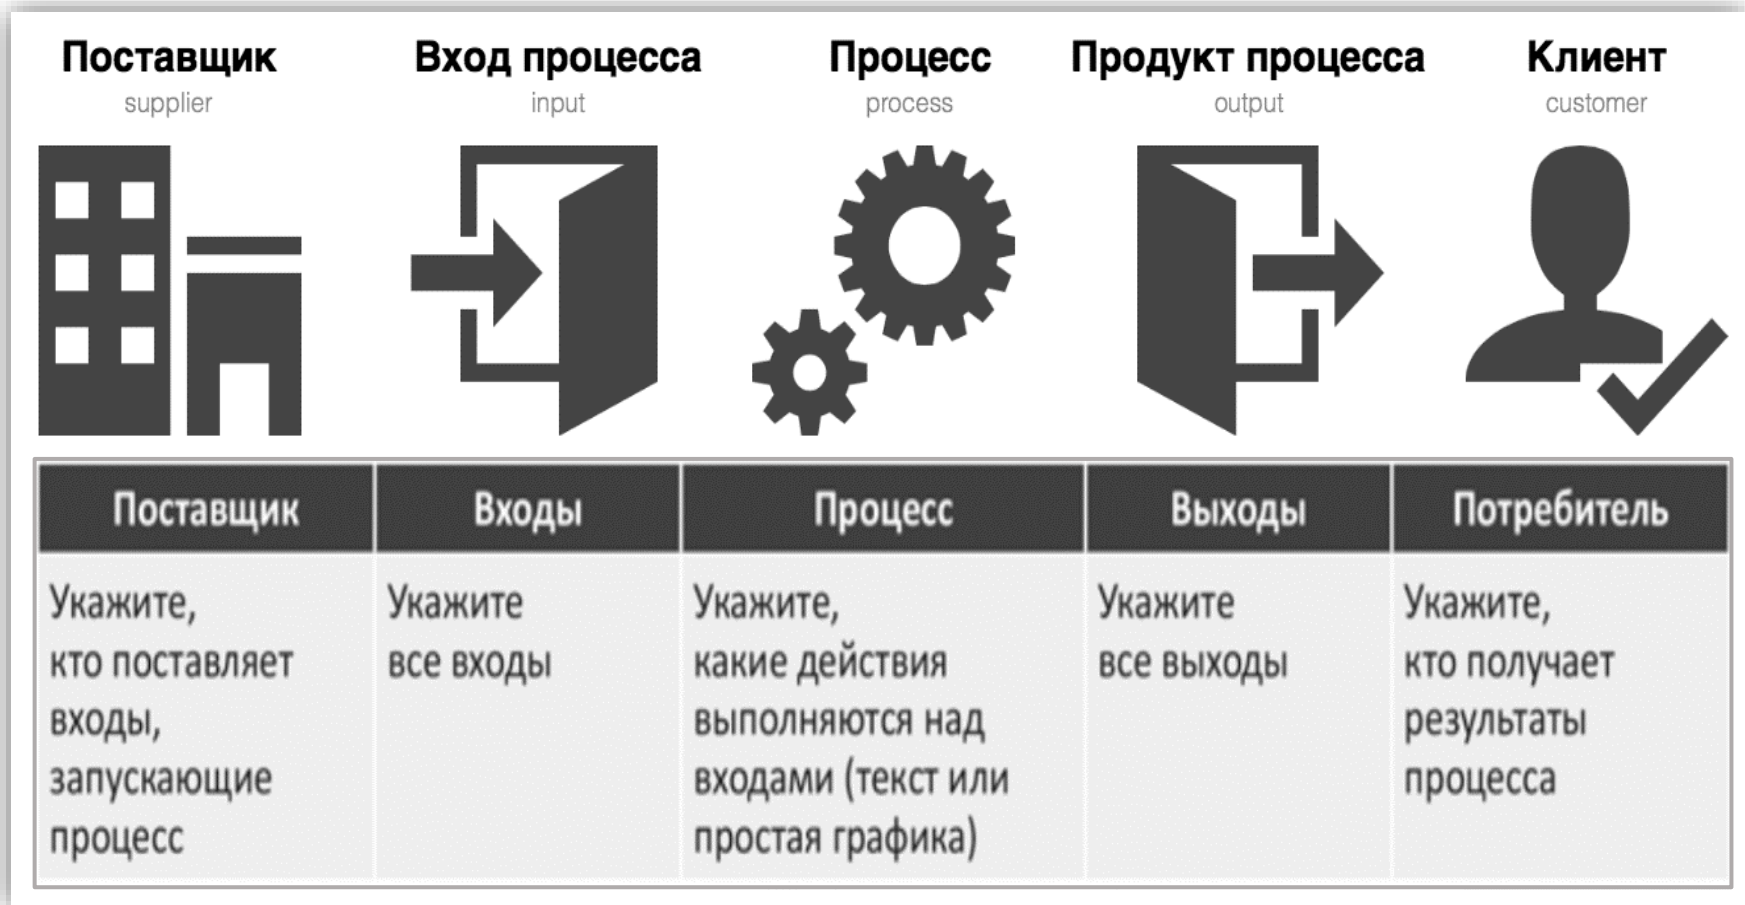 Поставщик
supplier
Вход процесса
input
Процесс
process
Продукт процесса
output
Клиент
customer
Поставщик
Входы
Процесс
Выходы
Потребитель
Укажите,
кто поставляет
входы,
запускающие
процесс
Укажите
все входы
Укажите,
какие действия
выполняются над
входами (текст или
простая графика)
Укажите
все выходы
Укажите,
кто получает
результаты
процесса